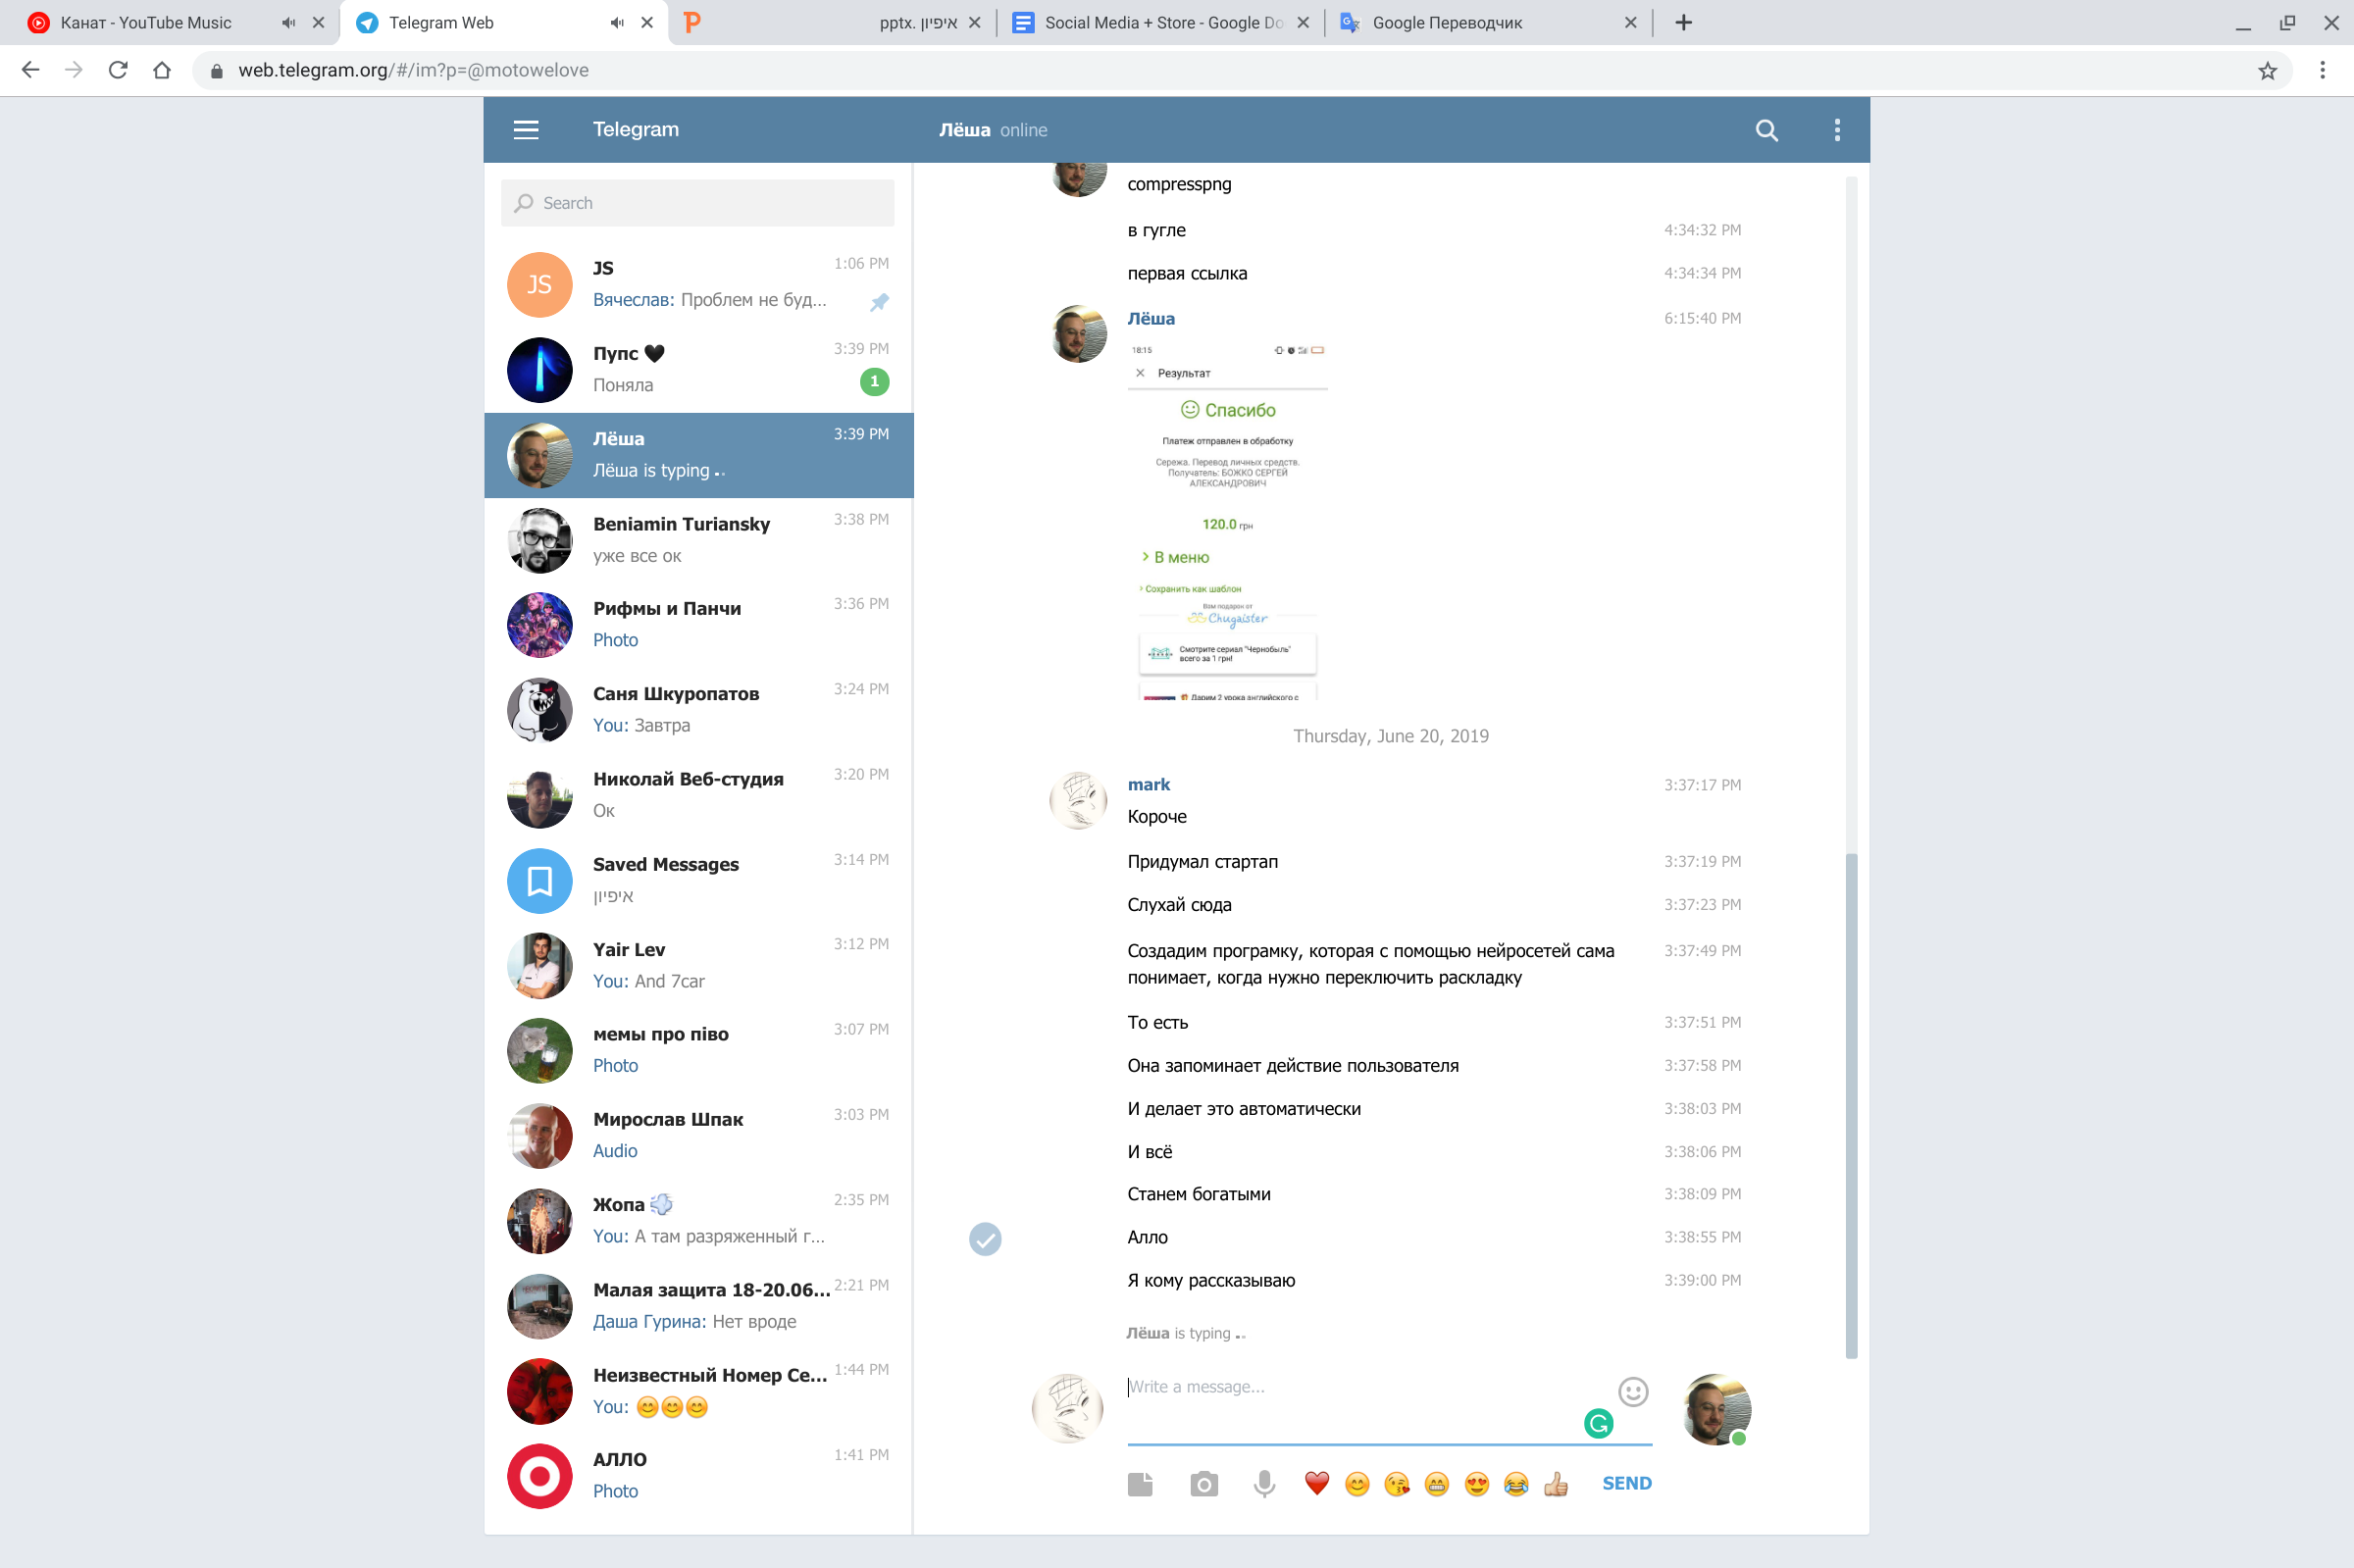 Канат - YouTube Music
Telegram Web
איפיון .pptx
Social Media + Store - Google Do
Google Переводчик
web.telegram.org/#/im?p=@motowelove
Telegram
Лёша online
Search
JS
JS
1:06 PM
Вячеслав: Проблем не буд...
Пупс 🖤
3:39 PM
Поняла
1
Лёша
3:39 PM
Лёша is typing
Beniamin Turiansky
3:38 PM
уже все ок
Рифмы и Панчи
3:36 PM
Photo
Саня Шкуропатов
3:24 PM
You: Завтра
Николай Веб-студия
3:20 PM
Ок
Saved Messages
3:14 PM
איפיון
Yair Lev
3:12 PM
You: And 7car
мемы про піво
3:07 PM
Photo
Мирослав Шпак
3:03 PM
Audio
Жопа 💨
2:35 PM
You: А там разряженный г...
Малая защита 18-20.06...
2:21 PM
Даша Гурина: Нет вроде
Неизвестный Номер Се...
1:44 PM
You: 😊😊😊
АЛЛО
1:41 PM
Photo
compresspng
в гугле
4:34:32 PM
первая ссылка
4:34:34 PM
Лёша
6:15:40 PM
18:15
Результат
Спасибо
Платеж отправлен в обработку
Сережа. Перевод личных средств.
Получатель: БОЖКО СЕРГЕЙ
АЛЕКСАНДРОВИЧ
120.0 грн
В меню
Сохранить как шаблон
Вам подарок от
Chugaister
Смотрите сериал "Чернобыль"
всего за 1 грн!
Дарим 2 урока английского с
Thursday, June 20, 2019
mark
3:37:17 PM
Короче
Придумал стартап
3:37:19 PM
Слухай сюда
3:37:23 PM
Создадим програмку, которая с помощью нейросетей сама
3:37:49 PM
понимает, когда нужно переключить раскладку
То есть
3:37:51 PM
Она запоминает действие пользователя
3:37:58 PM
И делает это автоматически
3:38:03 PM
И всё
3:38:06 PM
Станем богатыми
3:38:09 PM
Алло
3:38:55 PM
Я кому рассказываю
3:39:00 PM
Лёша is typing
Write a message...
SEND